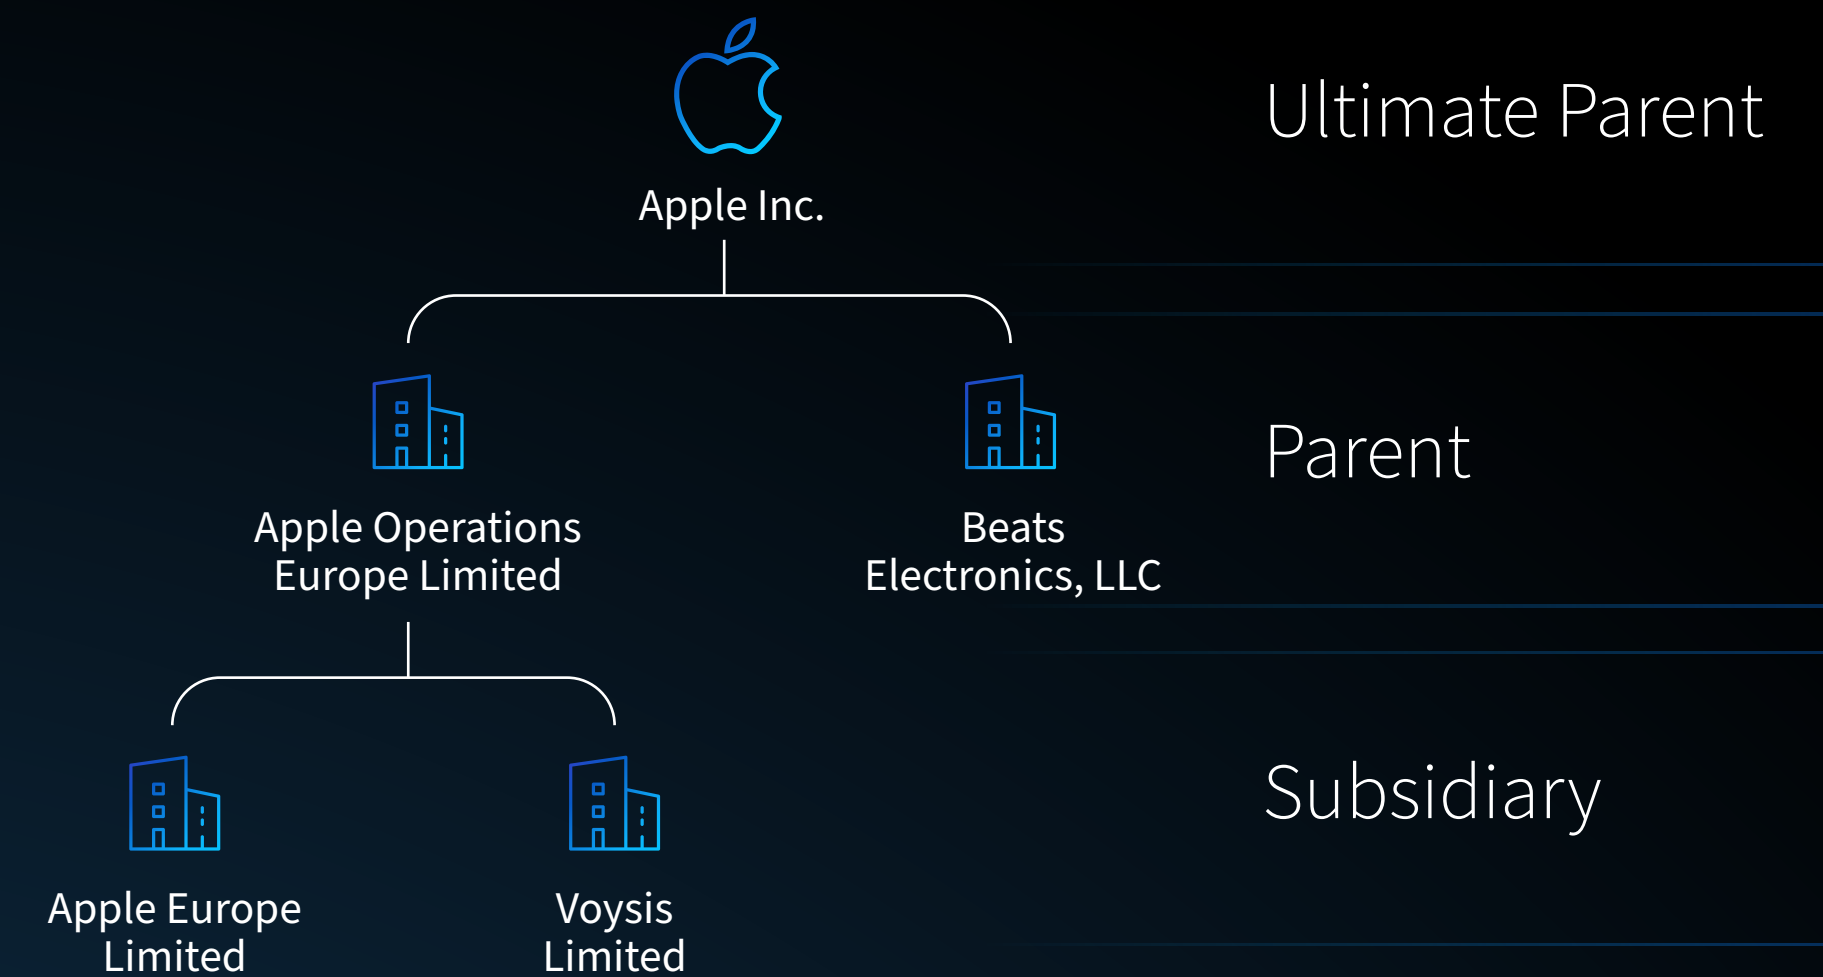 Ultimate Parent
Apple Inc.
Parent
Apple Operations
Europe Limited
Beats
Electronics, LLC
Subsidiary
Apple Europe
Limited
Voysis
Limited